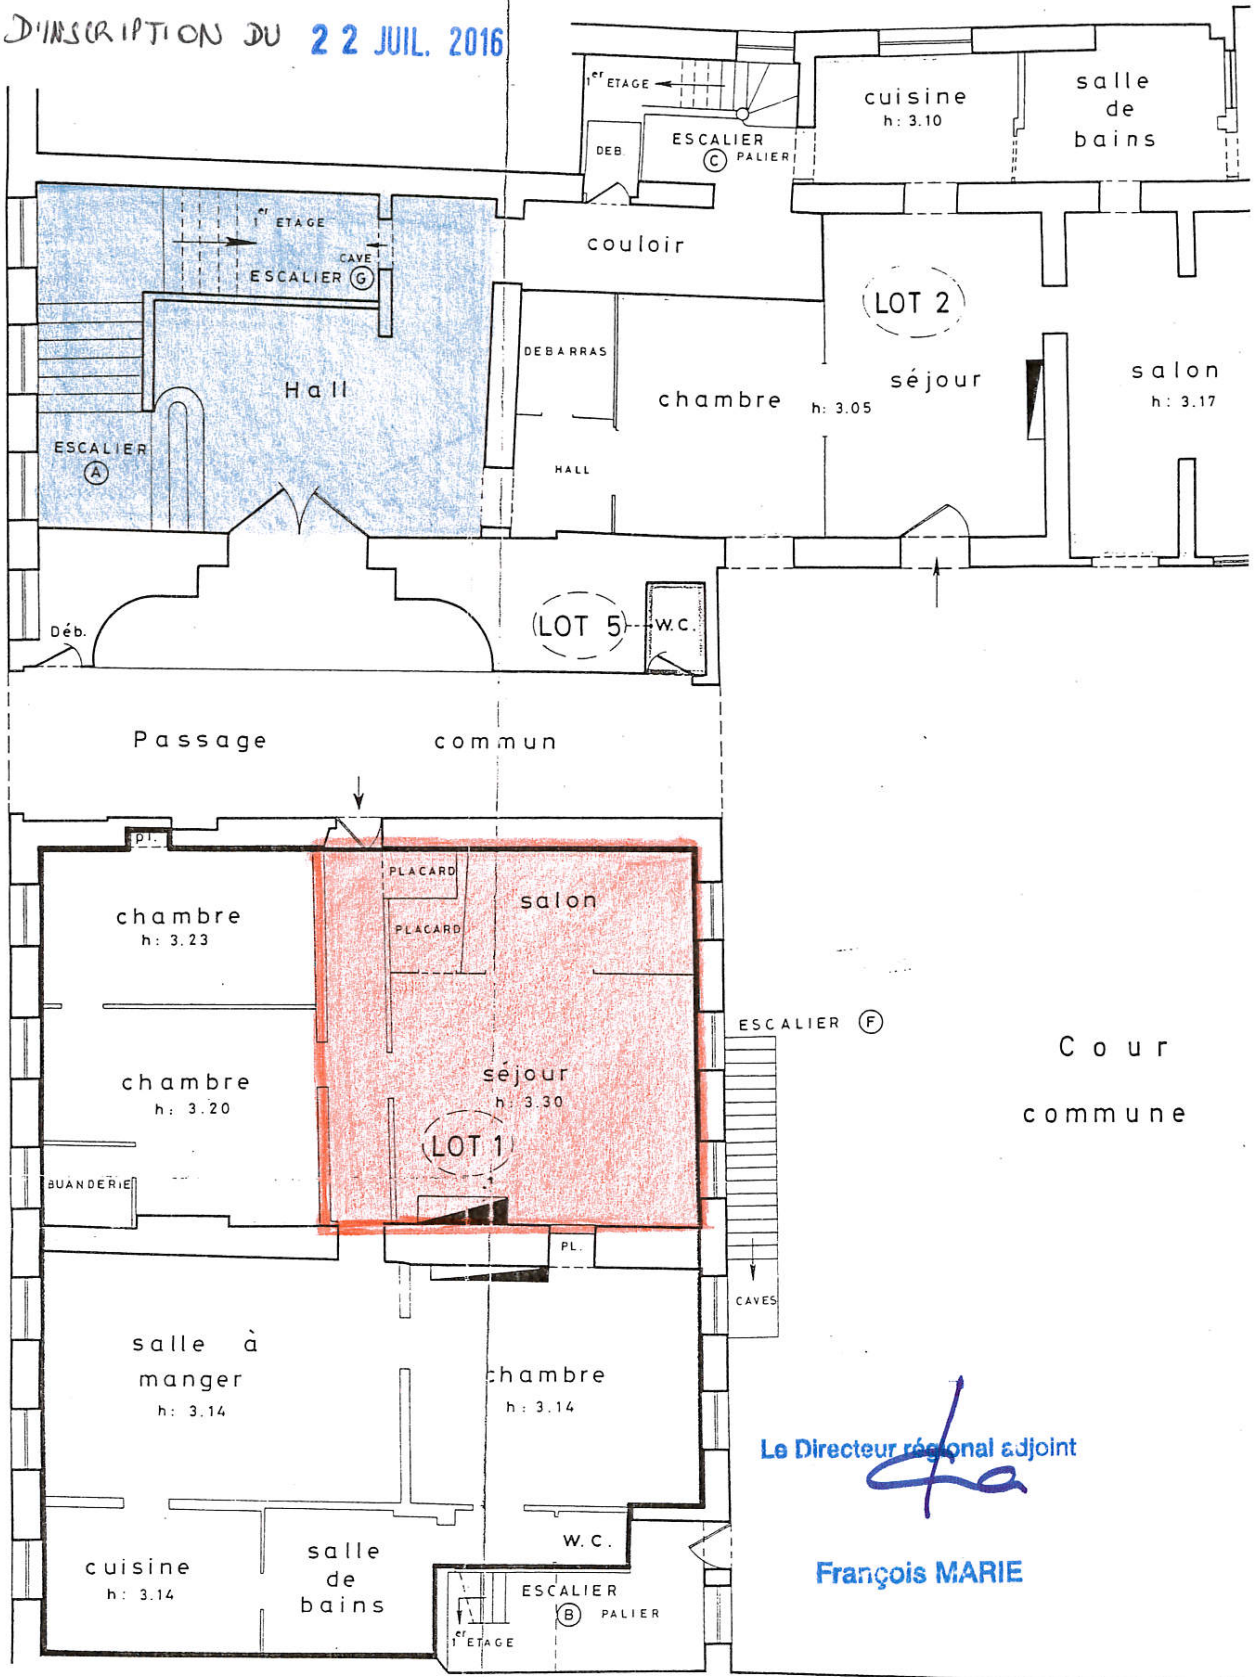 D'INSCRIPTION DU 22 JUIL. 2016
1er ETAGE
DEB.
ESCALIER
C PALIER
cuisine
h: 3.10
salle
de
bains
1er ETAGE
CAVE
ESCALIER G
couloir
LOT 2
Hall
DEBARRAS
chambre h: 3.05
séjour
salon
h: 3.17
ESCALIER
A
HALL
Déb.
LOT 5
W.C.
Passage commun
pl.
chambre
h: 3.23
PLACARD
PLACARD
salon
chambre
h: 3.20
séjour
h: 3.30
LOT 1
BUANDERIE
ESCALIER F
Cour
commune
PL.
CAVES
salle à
manger
h: 3.14
chambre
h: 3.14
Le Directeur régional adjoint
François MARIE
cuisine
h: 3.14
salle
de
bains
W.C.
ESCALIER
B PALIER
1er ETAGE